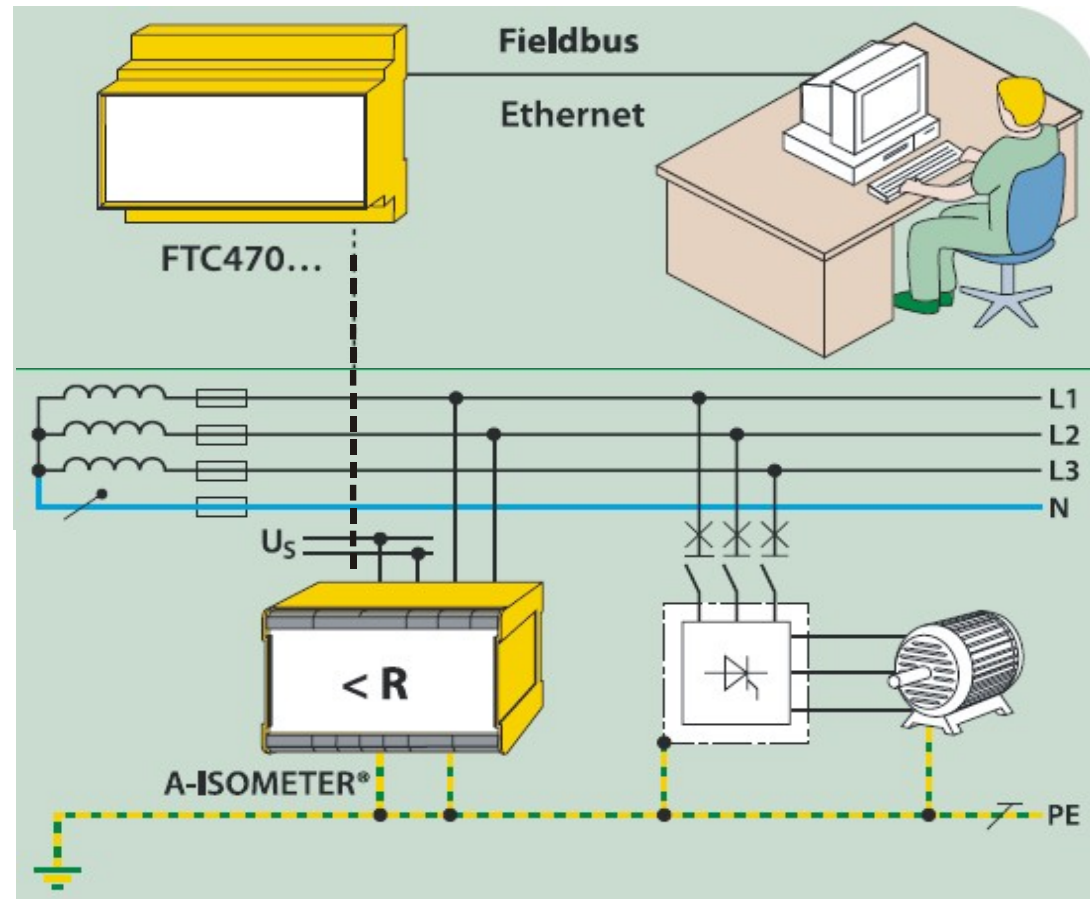 Fieldbus
Ethernet
FTC470...
L1
L2
L3
N
US
< R
A-ISOMETER®
PE